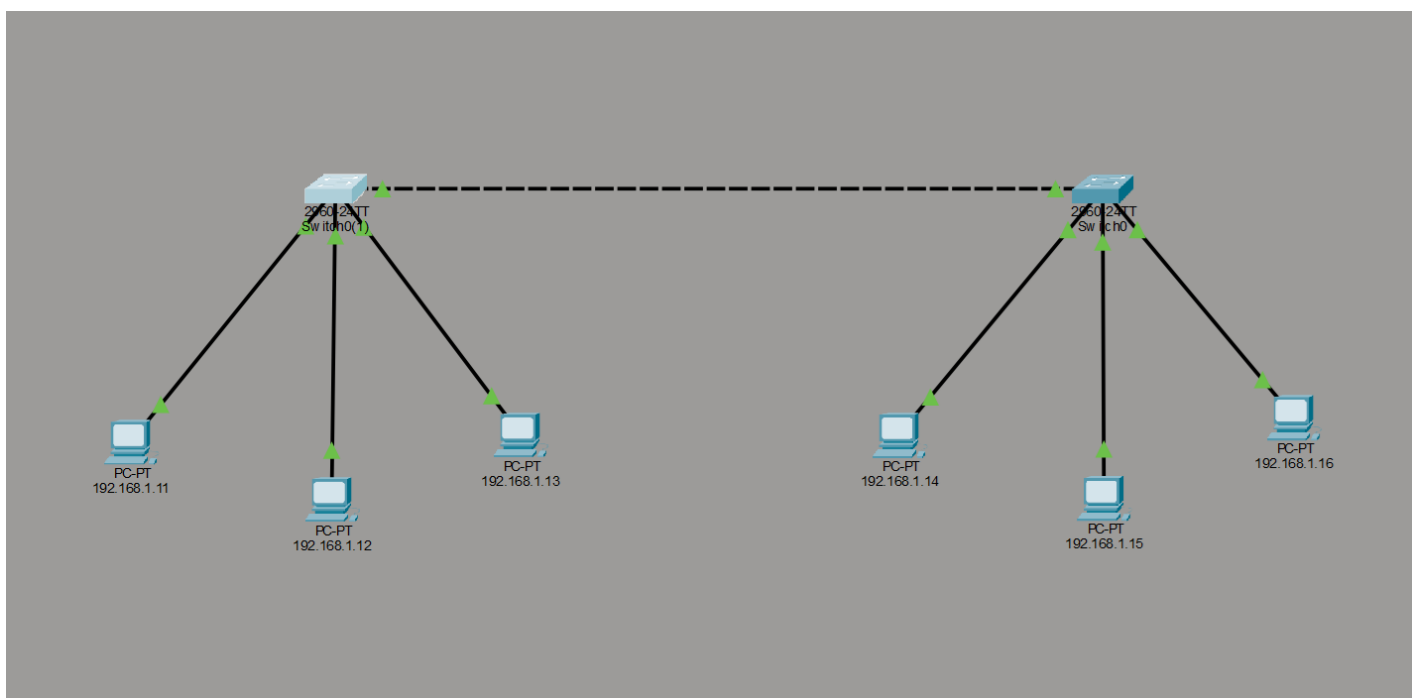 2960-24TT
Switch0(1)
2960-24TT
Switch0
PC-PT
192.168.1.11
PC-PT
192.168.1.12
PC-PT
192.168.1.13
PC-PT
192.168.1.14
PC-PT
192.168.1.15
PC-PT
192.168.1.16